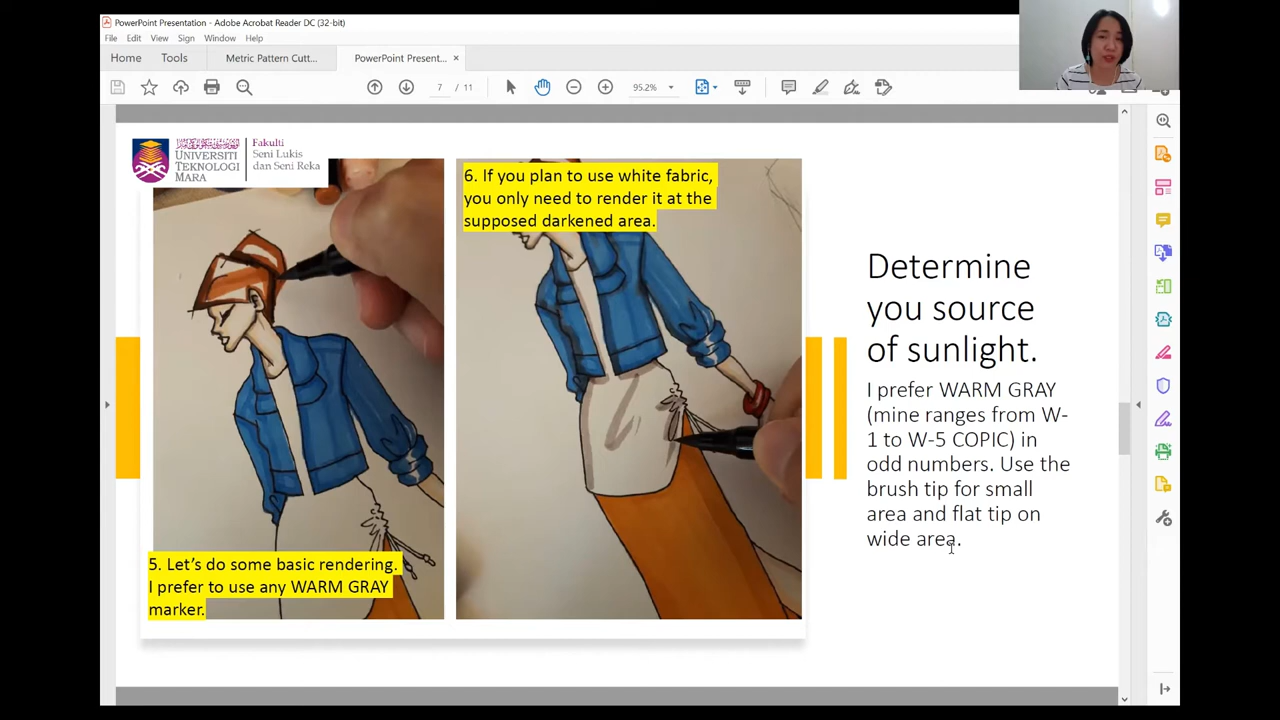 PowerPoint Presentation - Adobe Acrobat Reader DC (32-bit)
File Edit View Sign Window Help
Home Tools Metric Pattern Cutt... PowerPoint Present... ×
7 / 11 95.2%
UNIVERSITI
TEKNOLOGI
MARA
Fakulti
Seni Lukis
dan Seni Reka
6. If you plan to use white fabric,
you only need to render it at the
supposed darkened area.
5. Let's do some basic rendering.
I prefer to use any WARM GRAY
marker.
Determine
you source
of sunlight.
I prefer WARM GRAY
(mine ranges from W-
1 to W-5 COPIC) in
odd numbers. Use the
brush tip for small
area and flat tip on
wide area.